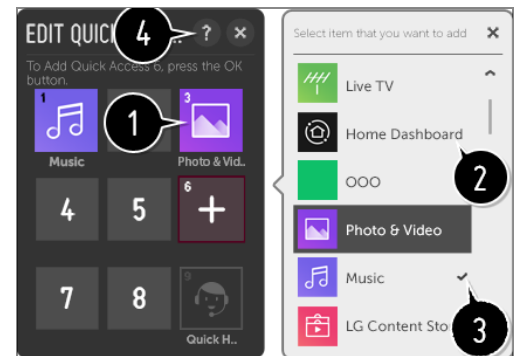 EDIT QUIC
4
?
To Add Quick Access 6, press the OK
button.
1
Music
1
3
Photo & Vid..
4
5
6
+
7
8
9
Quick H..
Select item that you want to add
Live TV
Home Dashboard
2
OOO
Photo & Video
Music
3
LG Content Sto